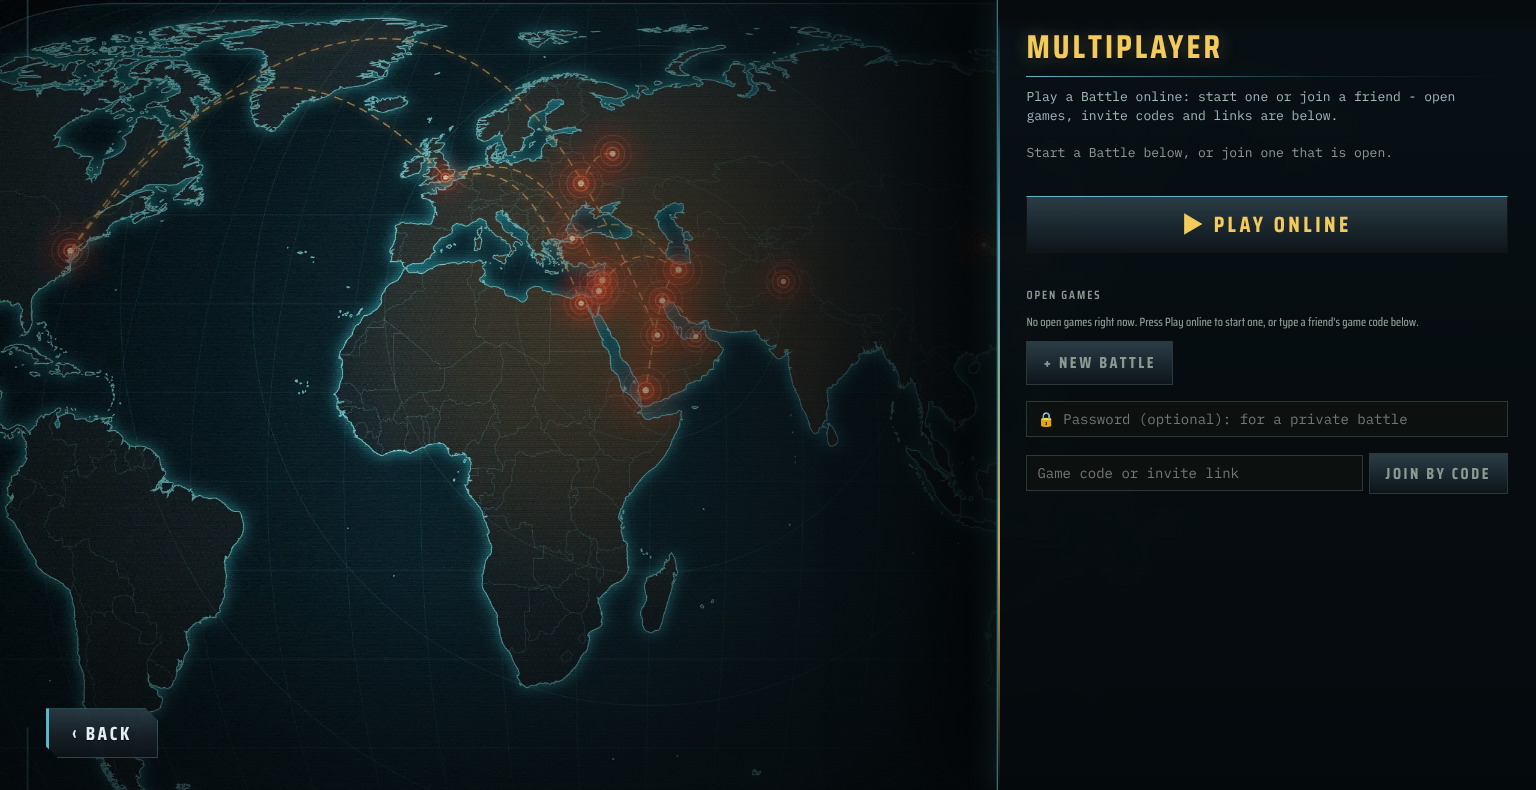 MULTIPLAYER
Play a Battle online: start one or join a friend - open
games, invite codes and links are below.
Start a Battle below, or join one that is open.
▶ PLAY ONLINE
OPEN GAMES
No open games right now. Press Play online to start one, or type a friend's game code below.
+ NEW BATTLE
🔒 Password (optional): for a private battle
Game code or invite link
JOIN BY CODE
‹ BACK